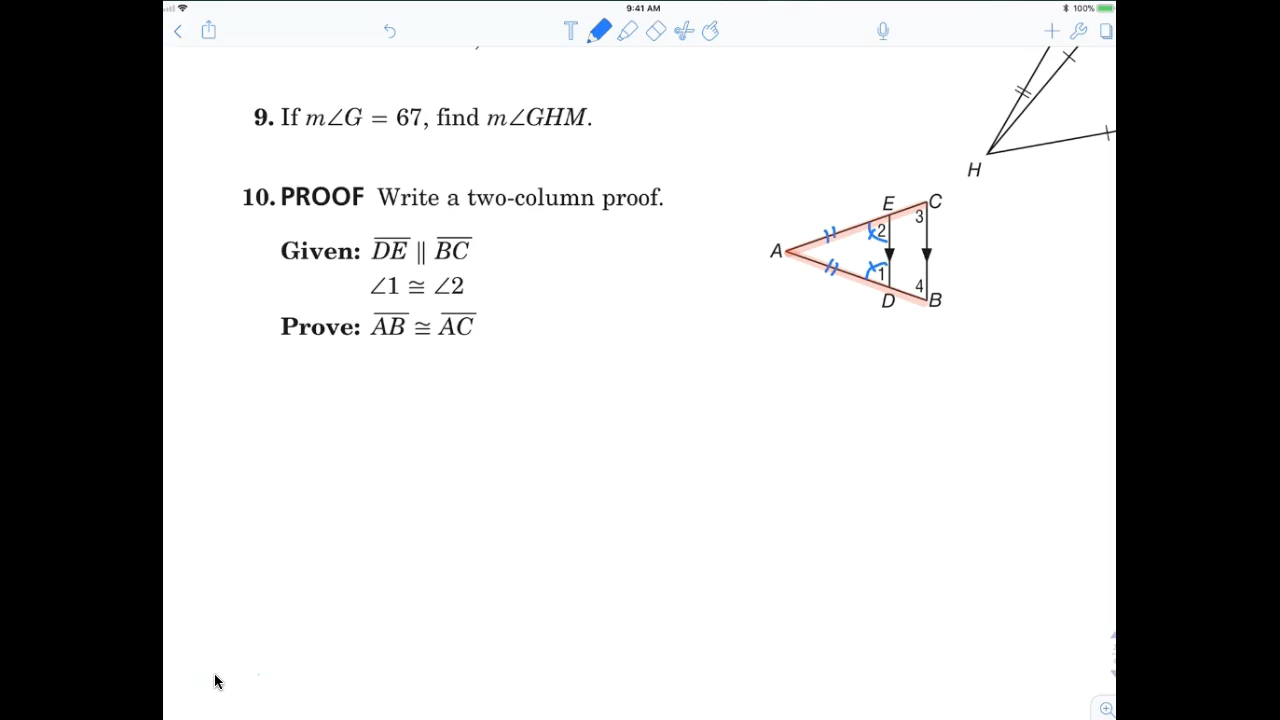 9:41 AM
100%
T
9. If m∠G = 67, find m∠GHM.
H
10. PROOF Write a two-column proof.
Given: DE ∥ BC
∠1 ≅ ∠2
Prove: AB ≅ AC
E C
2 3
A
1 4
D B